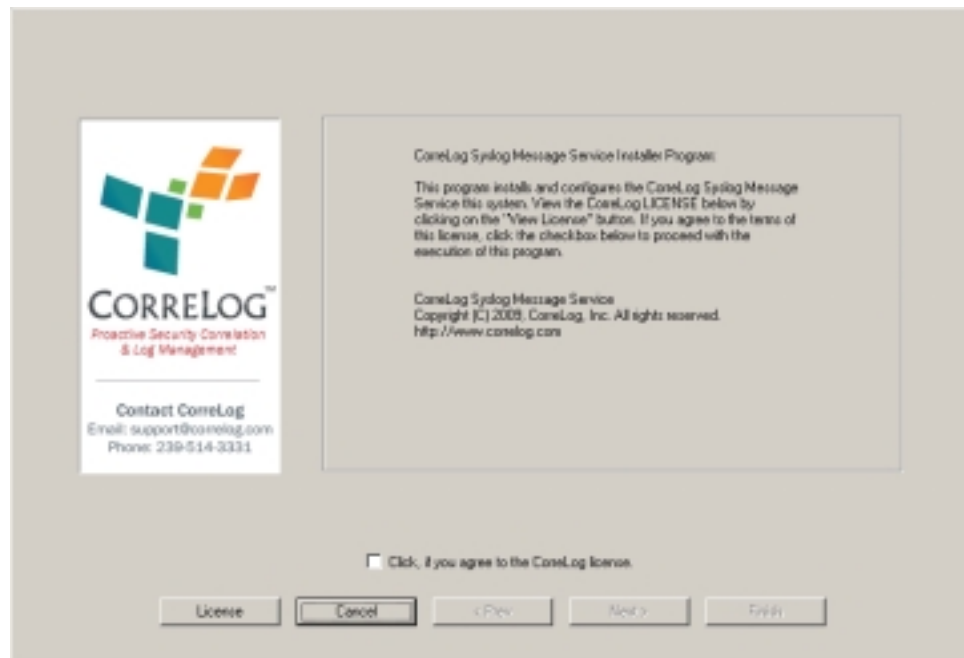 CORRELOG™
Proactive Security Correlation
& Log Management
Contact CorreLog
Email: support@correlog.com
Phone: 239-514-3331
CorreLog Syslog Message Service Installer Program:
This program installs and configures the CorreLog Syslog Message
Service this system. View the CorreLog LICENSE below by
clicking on the "View License" button. If you agree to the terms of
this license, click the checkbox below to proceed with the
execution of this program.
CorreLog Syslog Message Service
Copyright (C) 2009, CorreLog, Inc. All rights reserved.
http://www.correlog.com
Click, if you agree to the CorreLog license.
License
Cancel
< Prev
Next >
Finish